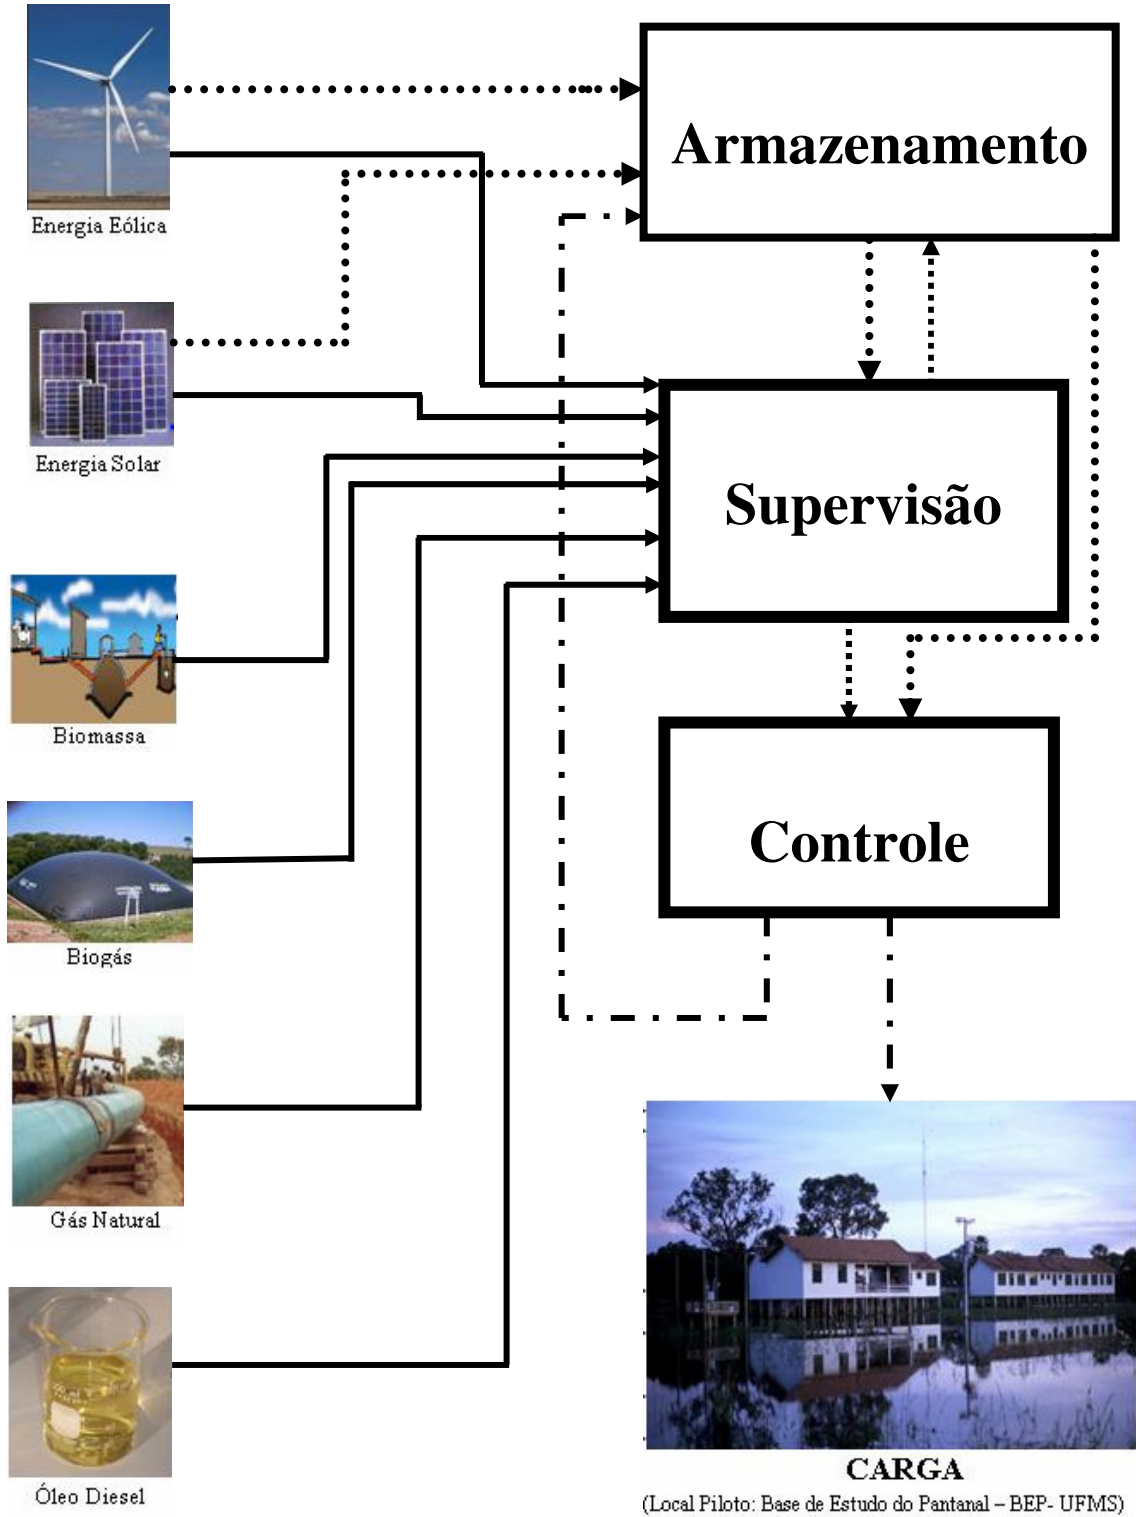 Armazenamento
Energia Eólica
Energia Solar
Supervisão
Biomassa
Controle
Biogás
Gás Natural
Óleo Diesel
CARGA
(Local Piloto: Base de Estudo do Pantanal – BEP- UFMS)